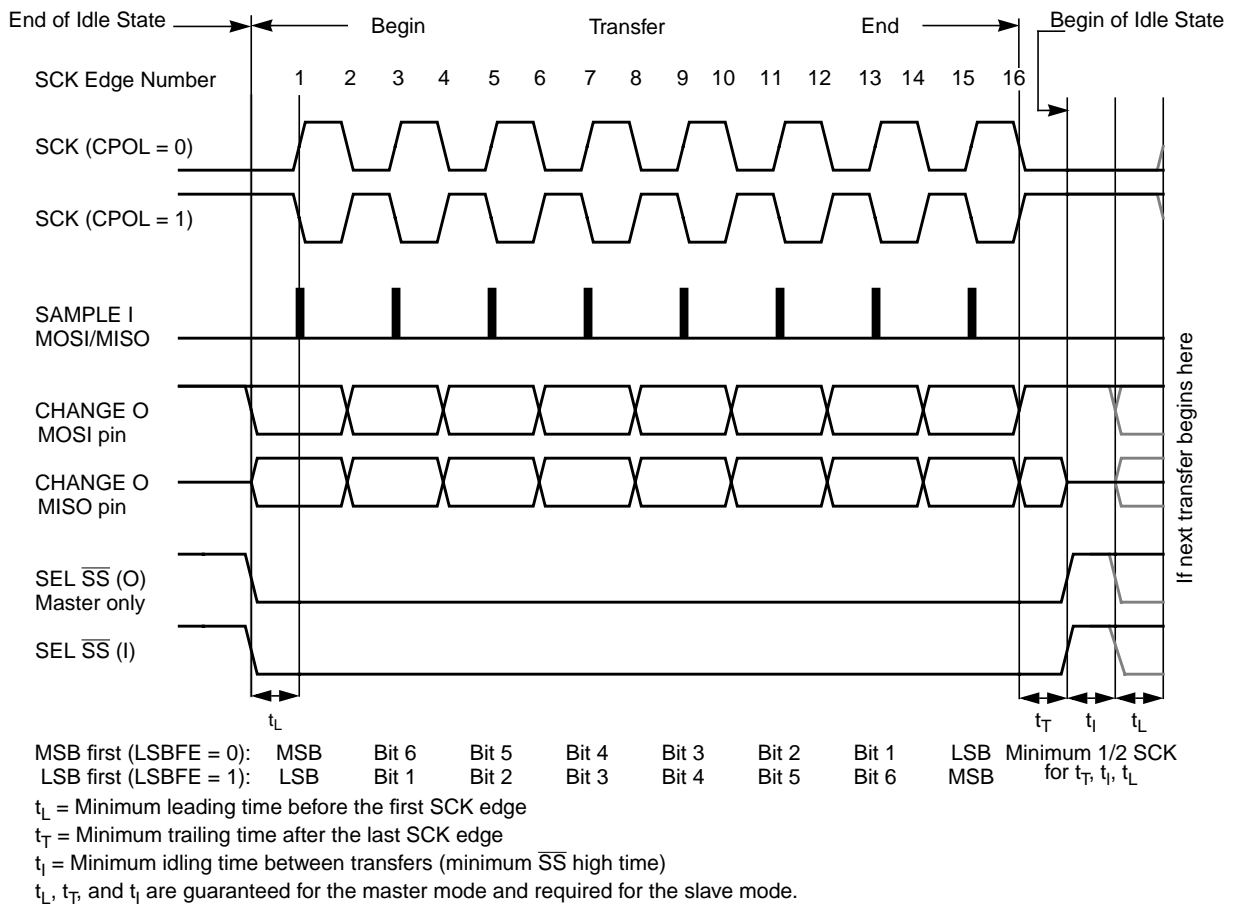 End of Idle State
Begin
Transfer
End
Begin of Idle State
SCK Edge Number
1 2 3 4 5 6 7 8 9 10 11 12 13 14 15 16
SCK (CPOL = 0)
SCK (CPOL = 1)
SAMPLE I
MOSI/MISO
CHANGE O
MOSI pin
CHANGE O
MISO pin
SEL S̅S̅ (O)
Master only
SEL S̅S̅ (I)
If next transfer begins here
tL
tT tI tL
MSB first (LSBFE = 0): MSB Bit 6 Bit 5 Bit 4 Bit 3 Bit 2 Bit 1 LSB
LSB first (LSBFE = 1): LSB Bit 1 Bit 2 Bit 3 Bit 4 Bit 5 Bit 6 MSB
Minimum 1/2 SCK
for tT, tI, tL
tL = Minimum leading time before the first SCK edge
tT = Minimum trailing time after the last SCK edge
tI = Minimum idling time between transfers (minimum S̅S̅ high time)
tL, tT, and tI are guaranteed for the master mode and required for the slave mode.